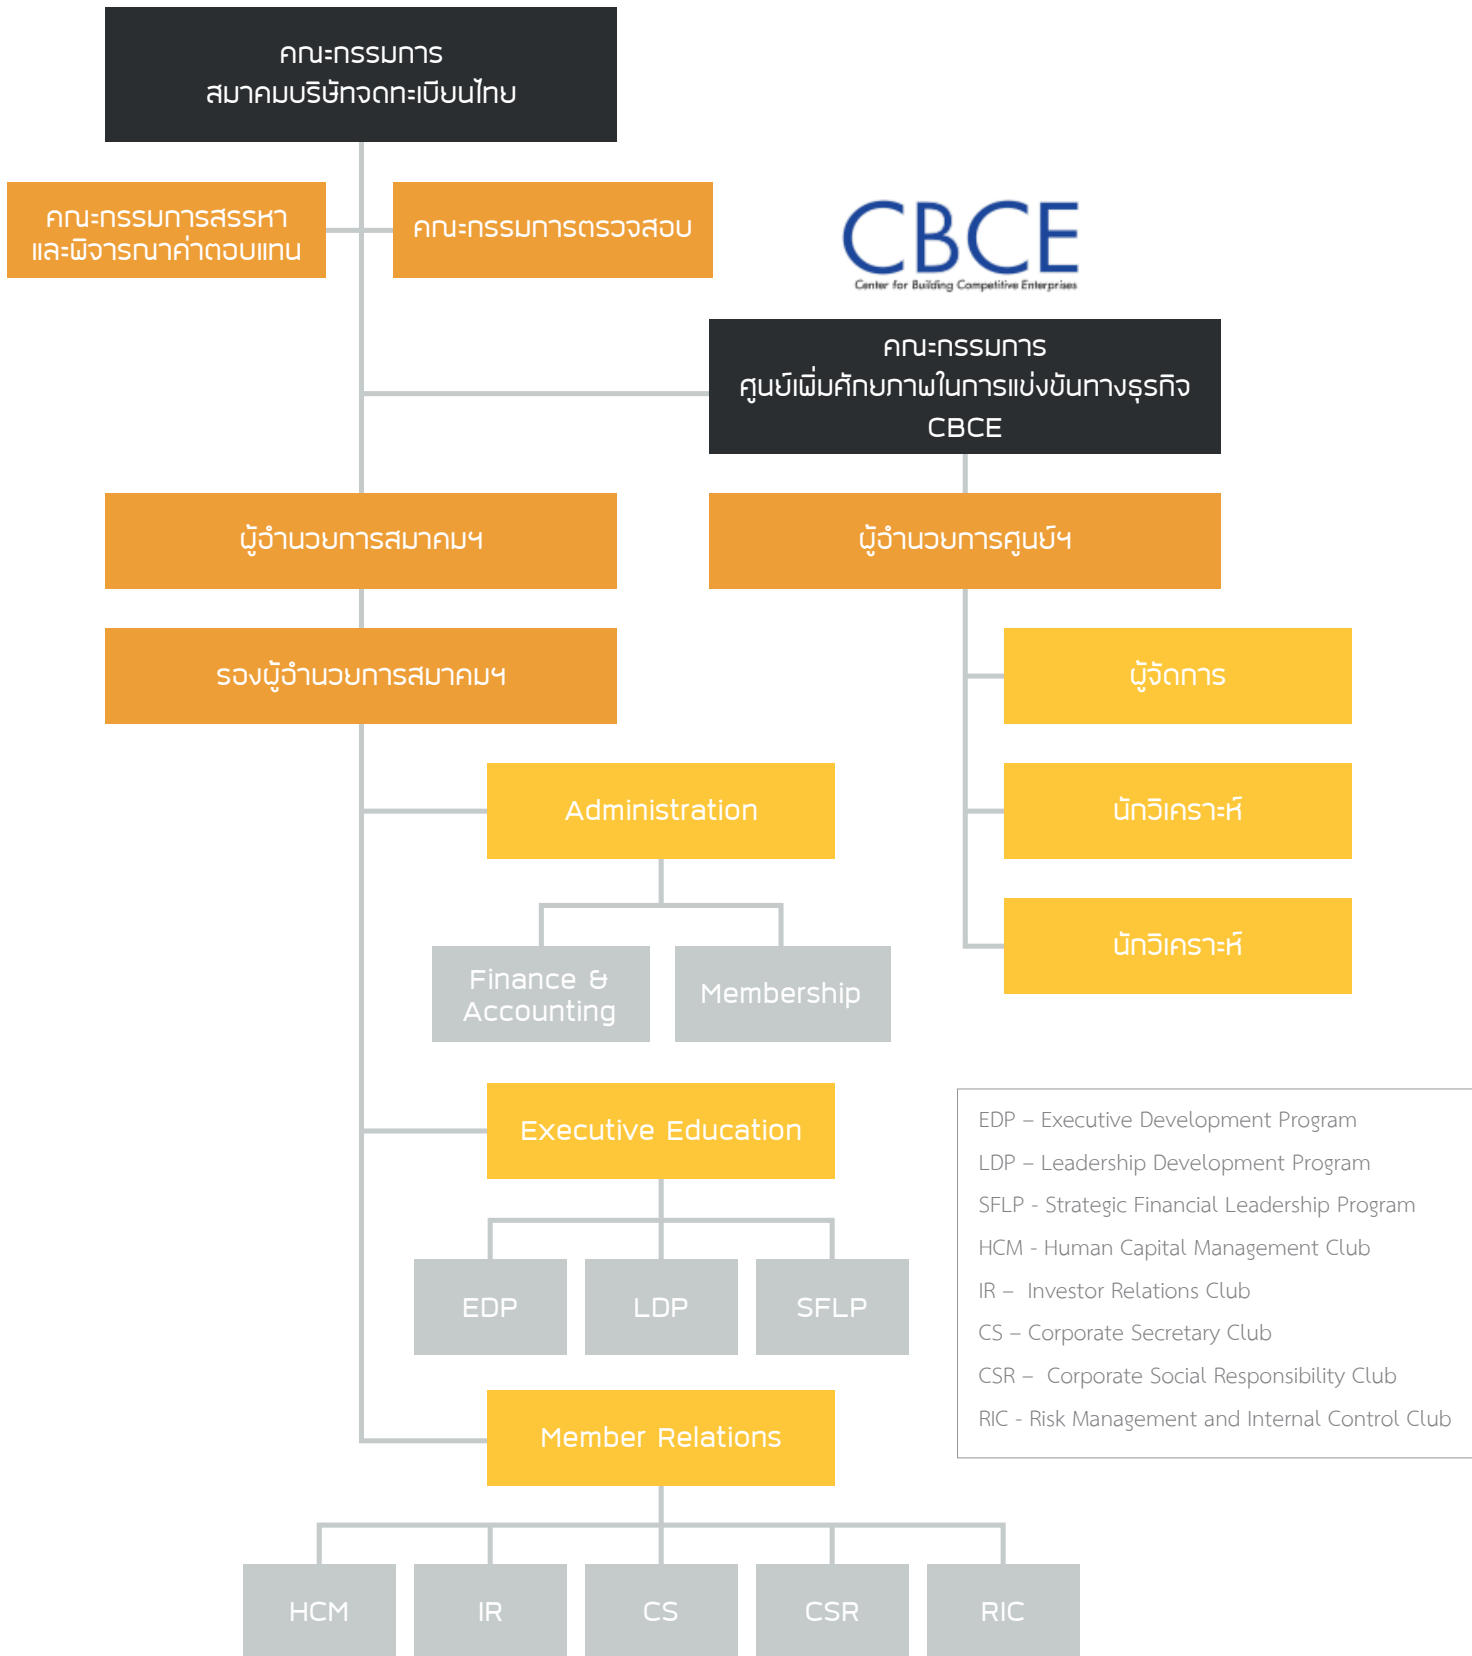 คณะกรรมการ
สมาคมบริษัทจดทะเบียนไทย
คณะกรรมการสรรหา
และพิจารณาค่าตอบแทน
คณะกรรมการตรวจสอบ
CBCE
Center for Building Competitive Enterprises
คณะกรรมการ
ศูนย์เพิ่มศักยภาพในการแข่งขันทางธุรกิจ
CBCE
ผู้อำนวยการสมาคมฯ
ผู้อำนวยการศูนย์ฯ
รองผู้อำนวยการสมาคมฯ
ผู้จัดการ
Administration
นักวิเคราะห์
นักวิเคราะห์
Finance &
Accounting
Membership
Executive Education
EDP
LDP
SFLP
EDP – Executive Development Program
LDP – Leadership Development Program
SFLP - Strategic Financial Leadership Program
HCM - Human Capital Management Club
IR –  Investor Relations Club
CS – Corporate Secretary Club
CSR –  Corporate Social Responsibility Club
RIC - Risk Management and Internal Control Club
Member Relations
HCM
IR
CS
CSR
RIC